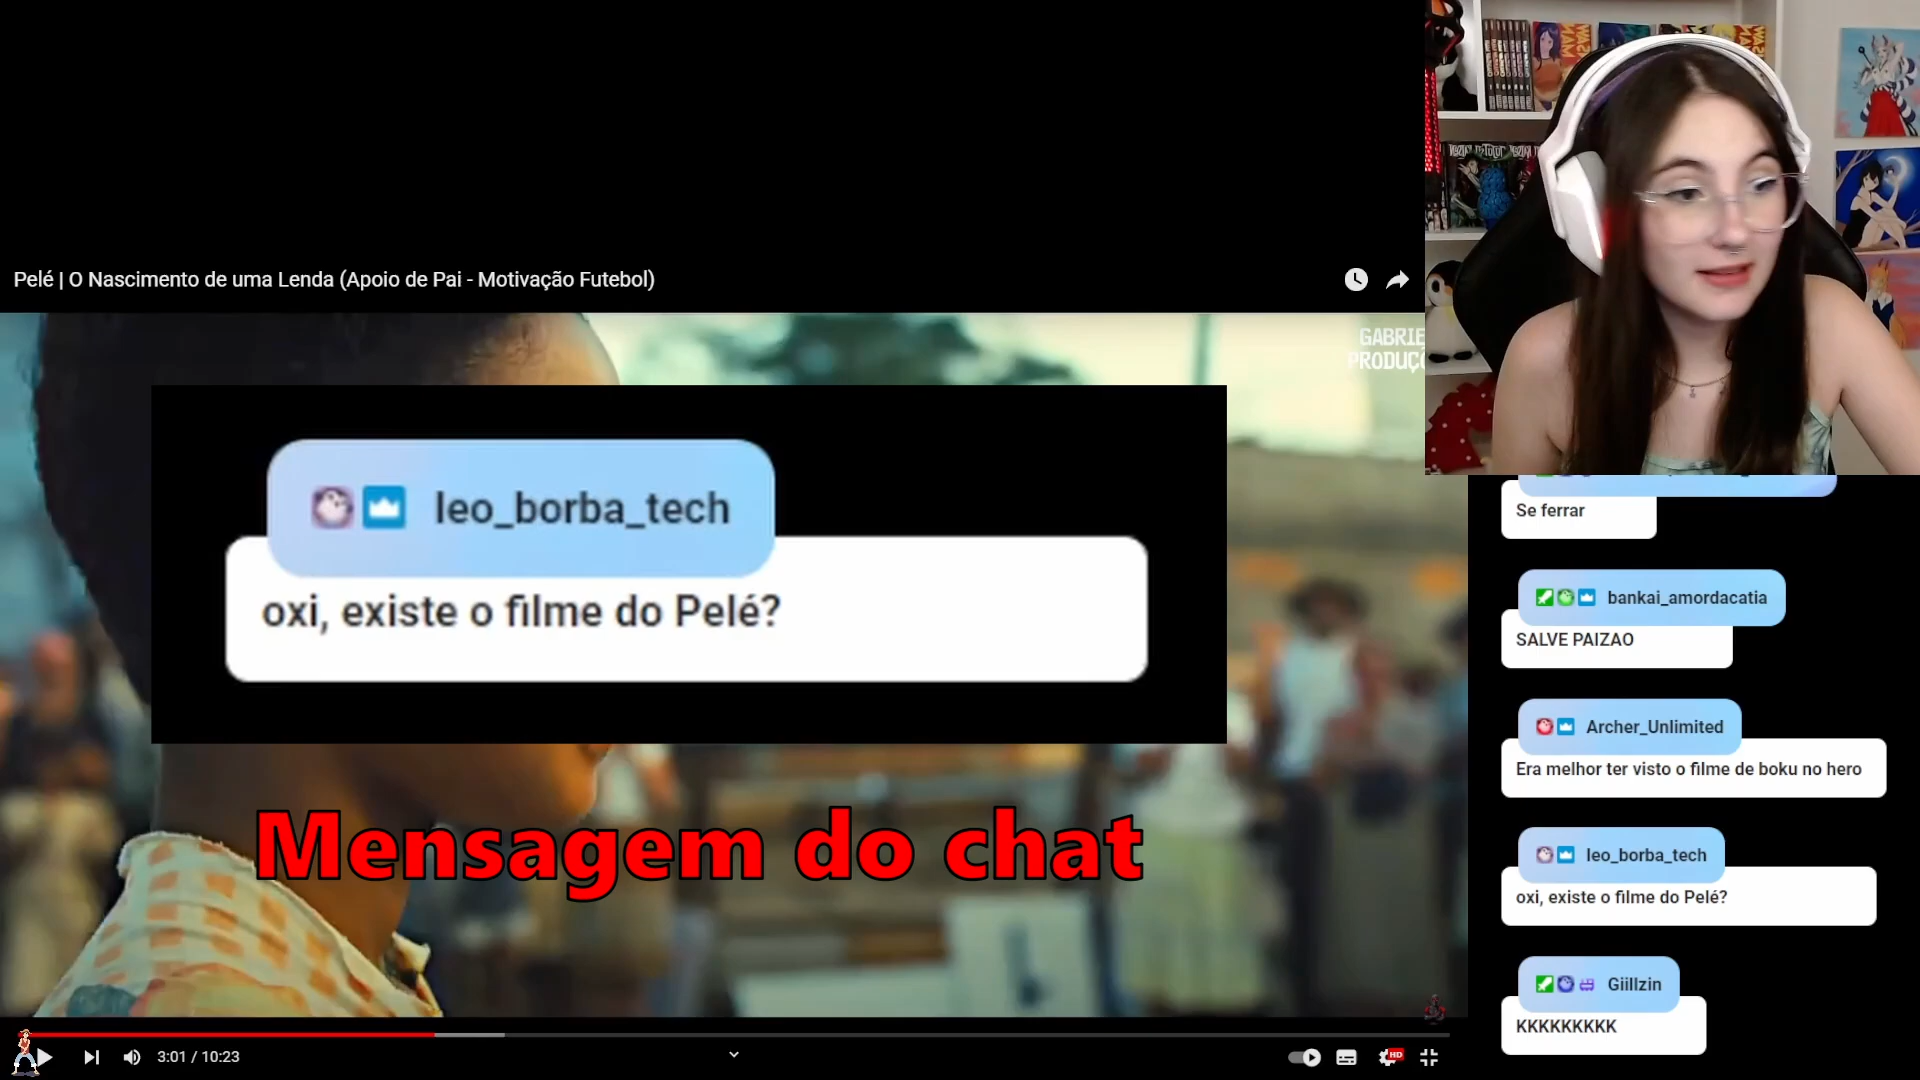 Pelé | O Nascimento de uma Lenda (Apoio de Pai - Motivação Futebol)
GABRIE
PRODUÇ
leo_borba_tech
oxi, existe o filme do Pelé?
Mensagem do chat
3:01 / 10:23
HD
Se ferrar
bankai_amordacatia
SALVE PAIZAO
Archer_Unlimited
Era melhor ter visto o filme de boku no hero
leo_borba_tech
oxi, existe o filme do Pelé?
Giillzin
KKKKKKKKK